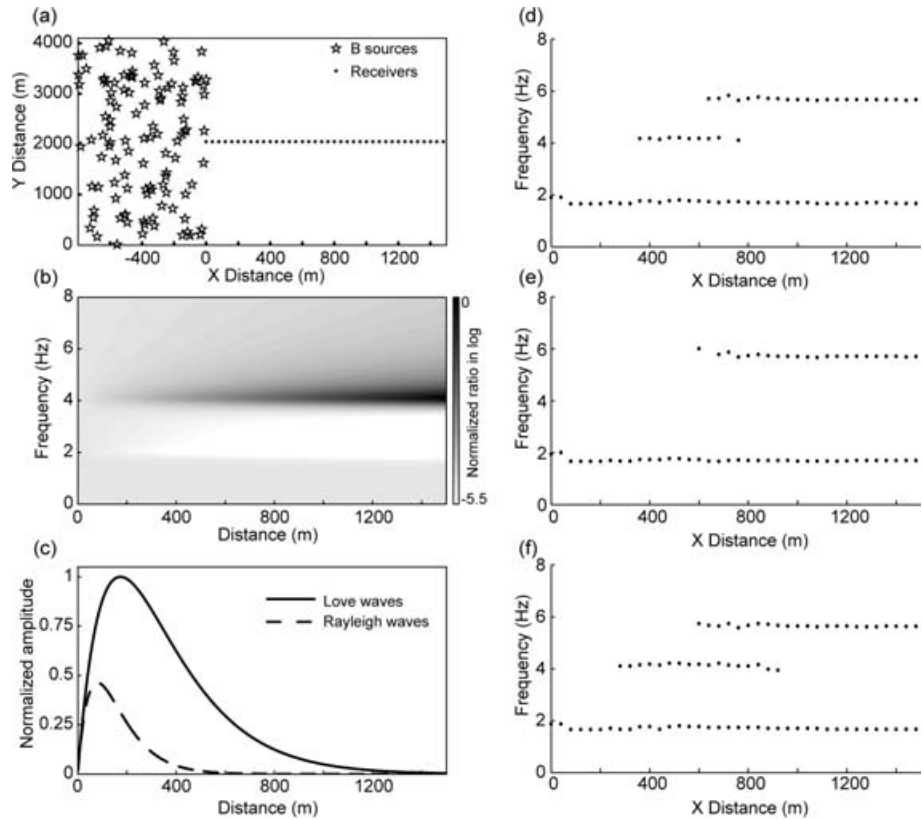 (a)
B sources
Receivers
Y Distance (m)
4000
3000
2000
1000
0
-400
0
400
800
1200
X Distance (m)
(b)
Frequency (Hz)
8
6
4
2
0
0
400
800
1200
Distance (m)
0
Normalized ratio in log
-5.5
(c)
Normalized amplitude
1
0.75
0.5
0.25
0
Love waves
Rayleigh waves
0
400
800
1200
Distance (m)
(d)
Frequency (Hz)
8
6
4
2
0
0
400
800
1200
X Distance (m)
(e)
Frequency (Hz)
8
6
4
2
0
0
400
800
1200
X Distance (m)
(f)
Frequency (Hz)
8
6
4
2
0
0
400
800
1200
X Distance (m)